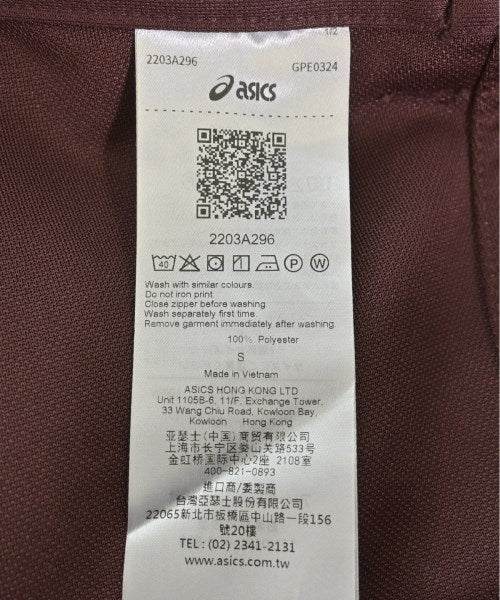 1/2
2203A296
GPE0324
asics
2203A296
40
P
W
Wash with similar colours.
Do not iron print.
Close zipper before washing.
Wash separately first time.
Remove garment immediately after washing.
100% Polyester
S
Made in Vietnam
ASICS HONG KONG LTD
Unit 1105B-6, 11/F, Exchange Tower,
33 Wang Chiu Road, Kowloon Bay
Kowloon Hong Kong
亚瑟士(中国)商贸有限公司
上海市长宁区娄山关路533号
金虹桥国际中心2座 2108室
400-821-0893
進口商/委製商
台灣亞瑟士股份有限公司
22065新北市板橋區中山路一段156
號20樓
TEL：(02) 2341-2131
www.asics.com.tw